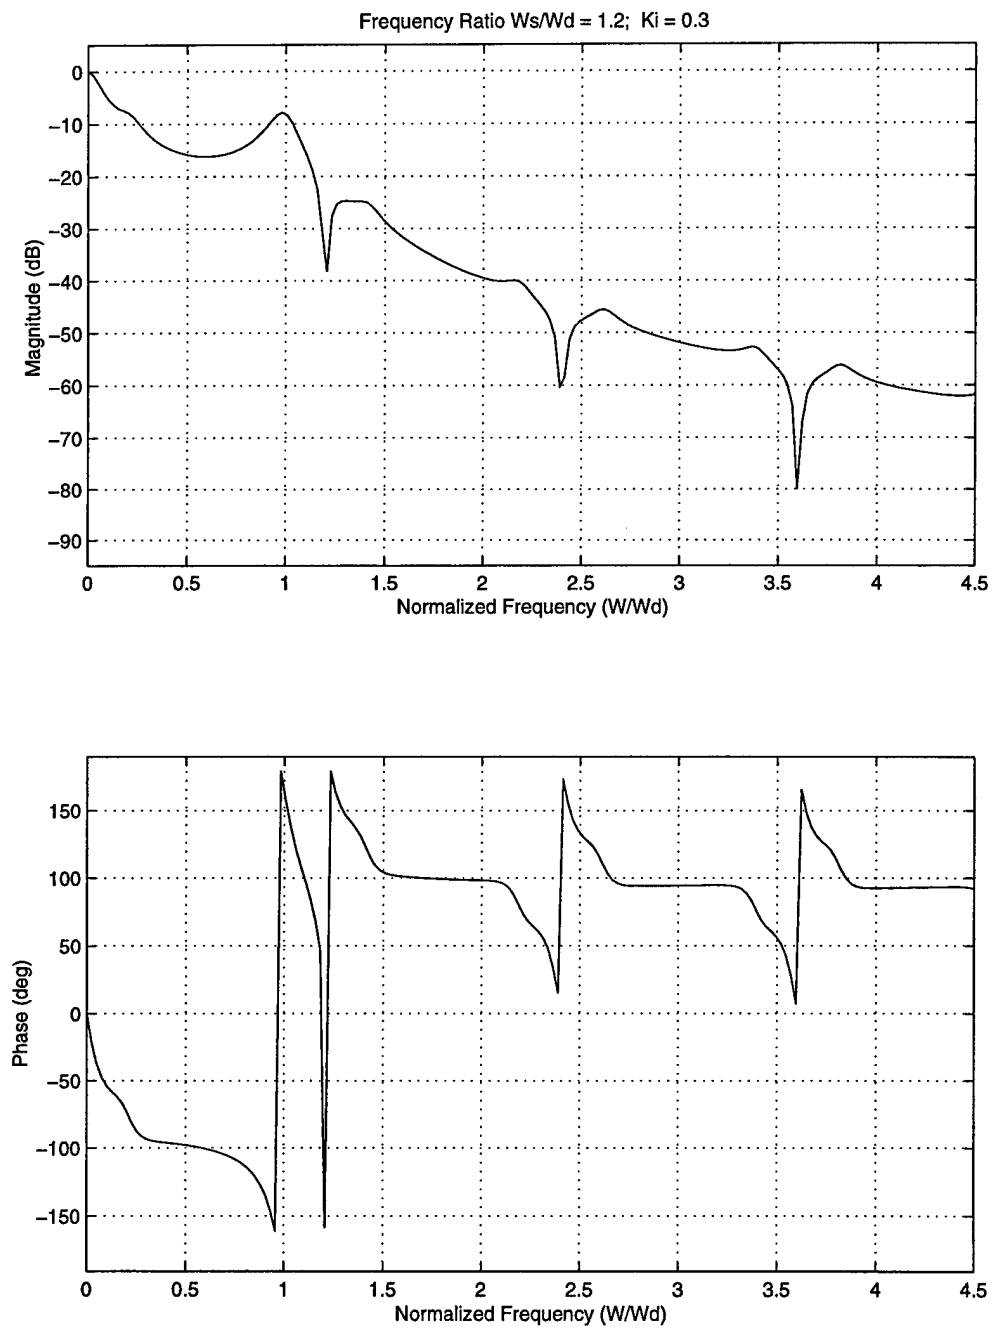 Frequency Ratio Ws/Wd = 1.2; Ki = 0.3
Magnitude (dB)
0
−10
−20
−30
−40
−50
−60
−70
−80
−90
0 0.5 1 1.5 2 2.5 3 3.5 4 4.5
Normalized Frequency (W/Wd)
Phase (deg)
150
100
50
0
−50
−100
−150
0 0.5 1 1.5 2 2.5 3 3.5 4 4.5
Normalized Frequency (W/Wd)